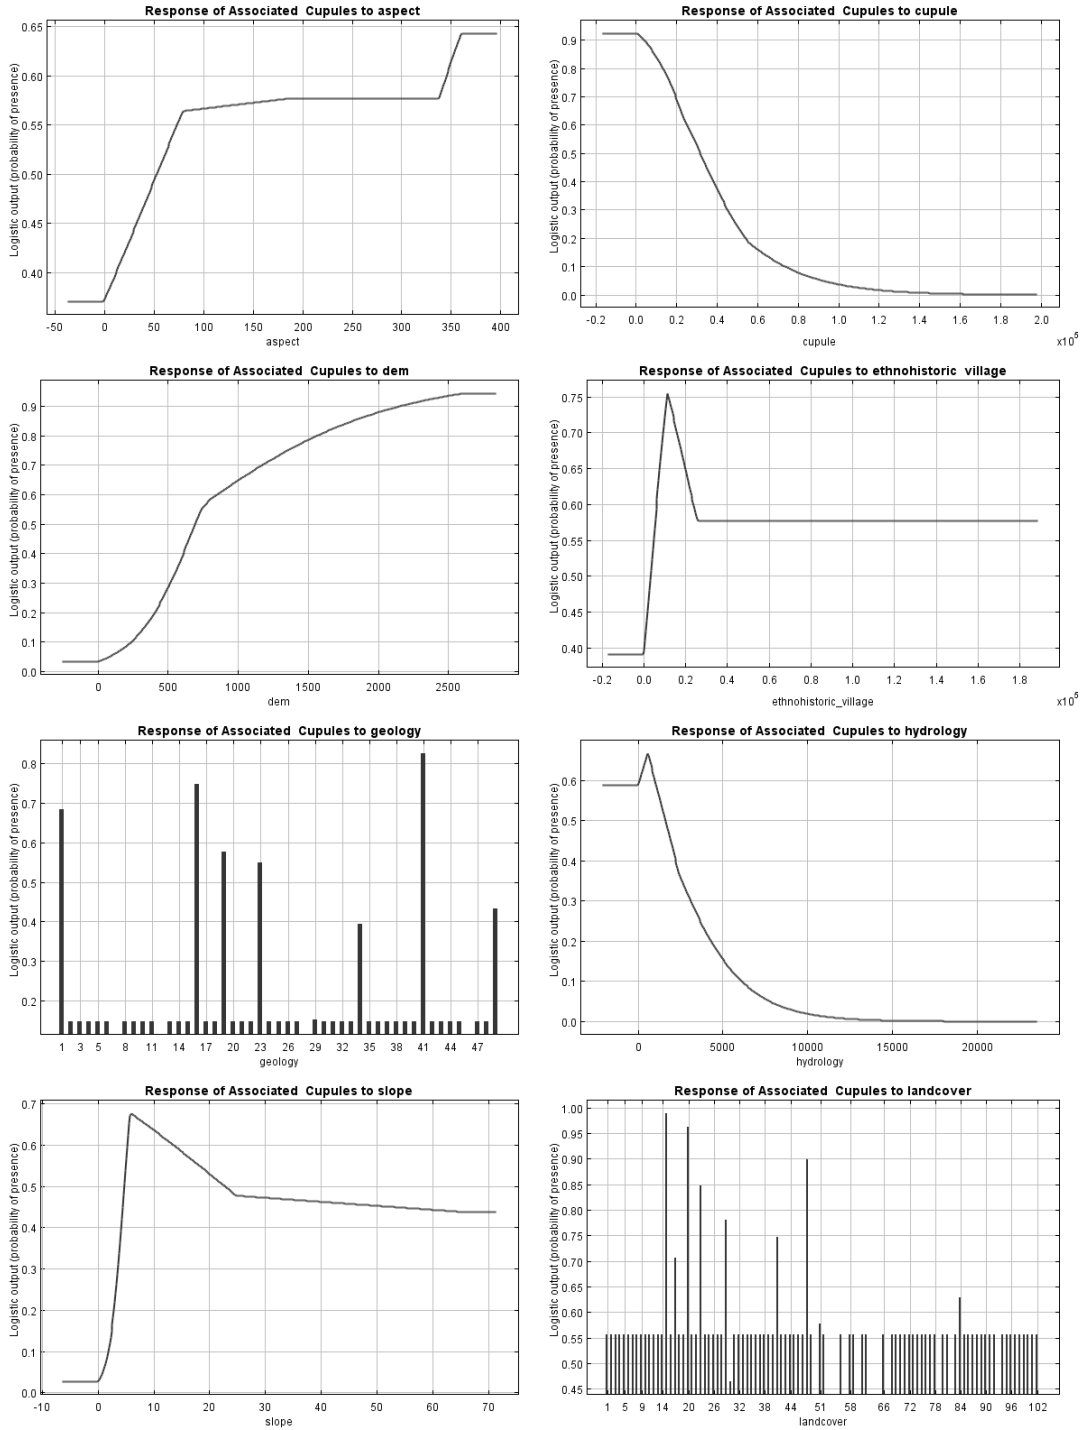 Response of Associated  Cupules to aspect
Logistic output (probability of presence)
0.65
0.60
0.55
0.50
0.45
0.40
-50 0 50 100 150 200 250 300 350 400
aspect
Response of Associated  Cupules to cupule
Logistic output (probability of presence)
0.9
0.8
0.7
0.6
0.5
0.4
0.3
0.2
0.1
0.0
-0.2 0.0 0.2 0.4 0.6 0.8 1.0 1.2 1.4 1.6 1.8 2.0
cupule
x10^5
Response of Associated  Cupules to dem
Logistic output (probability of presence)
0.9
0.8
0.7
0.6
0.5
0.4
0.3
0.2
0.1
0.0
0 500 1000 1500 2000 2500
dem
Response of Associated  Cupules to ethnohistoric  village
Logistic output (probability of presence)
0.75
0.70
0.65
0.60
0.55
0.50
0.45
0.40
-0.2 0.0 0.2 0.4 0.6 0.8 1.0 1.2 1.4 1.6 1.8
ethnohistoric_village
x10^5
Response of Associated  Cupules to geology
Logistic output (probability of presence)
0.8
0.7
0.6
0.5
0.4
0.3
0.2
1 3 5 8 11 14 17 20 23 26 29 32 35 38 41 44 47
geology
Response of Associated  Cupules to hydrology
Logistic output (probability of presence)
0.6
0.5
0.4
0.3
0.2
0.1
0.0
0 5000 10000 15000 20000
hydrology
Response of Associated  Cupules to slope
Logistic output (probability of presence)
0.7
0.6
0.5
0.4
0.3
0.2
0.1
0.0
-10 0 10 20 30 40 50 60 70
slope
Response of Associated  Cupules to landcover
Logistic output (probability of presence)
1.00
0.95
0.90
0.85
0.80
0.75
0.70
0.65
0.60
0.55
0.50
0.45
1 5 9 14 20 26 32 38 44 51 58 66 72 78 84 90 96 102
landcover